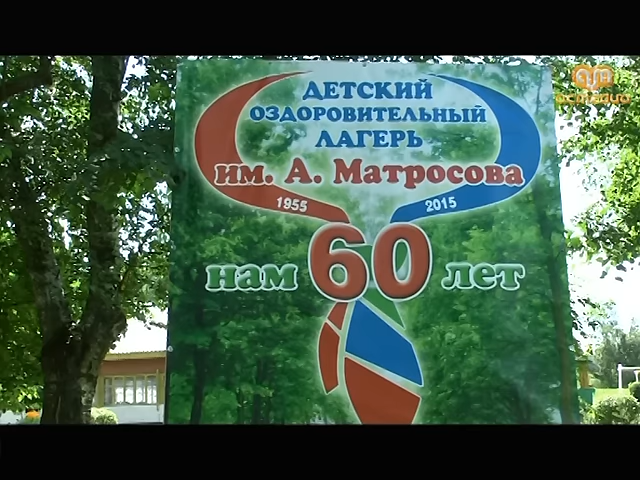 ДЕТСКИЙ
ОЗДОРОВИТЕЛЬНЫЙ
ЛАГЕРЬ
им. А. Матросова
1955 2015
нам 60 лет